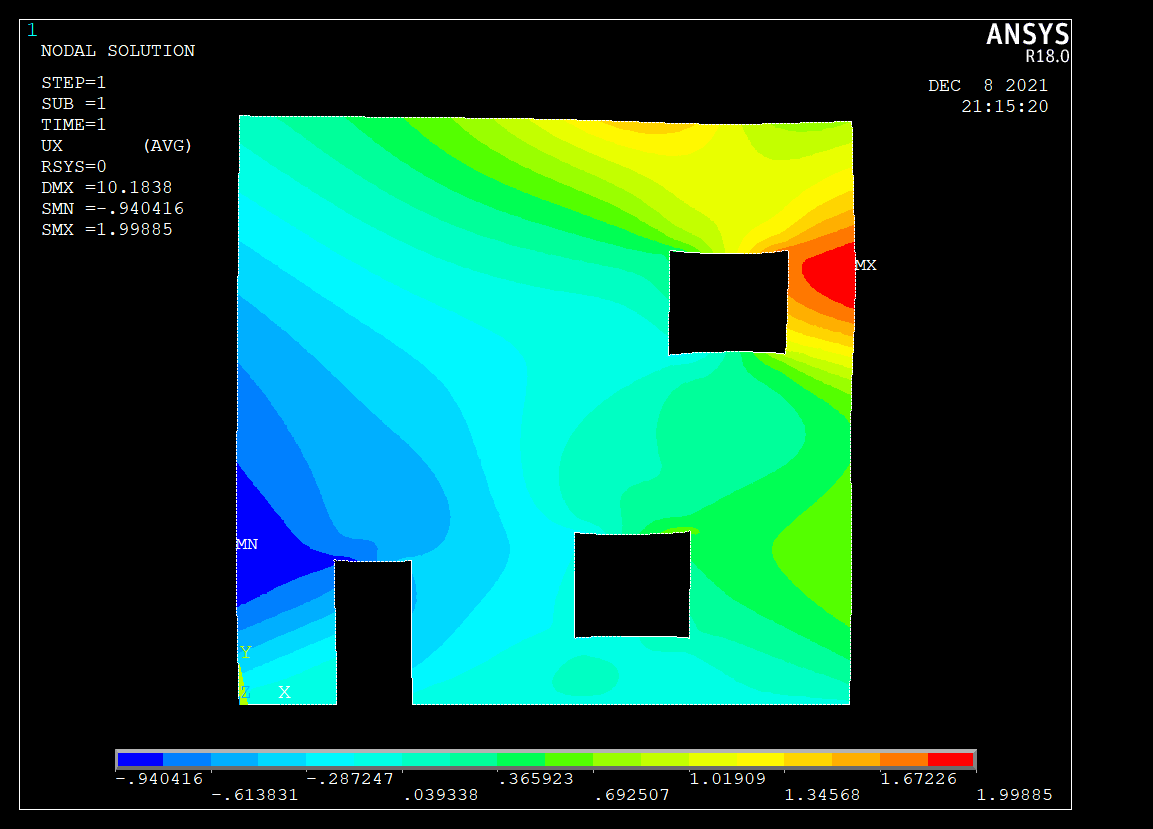 1
ANSYS
R18.0
NODAL SOLUTION
DEC 8 2021
21:15:20
STEP=1
SUB =1
TIME=1
UX (AVG)
RSYS=0
DMX =10.1838
SMN =-.940416
SMX =1.99885
MX
MN
Y
Z X
-.940416 -.287247 .365923 1.01909 1.67226
-.613831 .039338 .692507 1.34568 1.99885